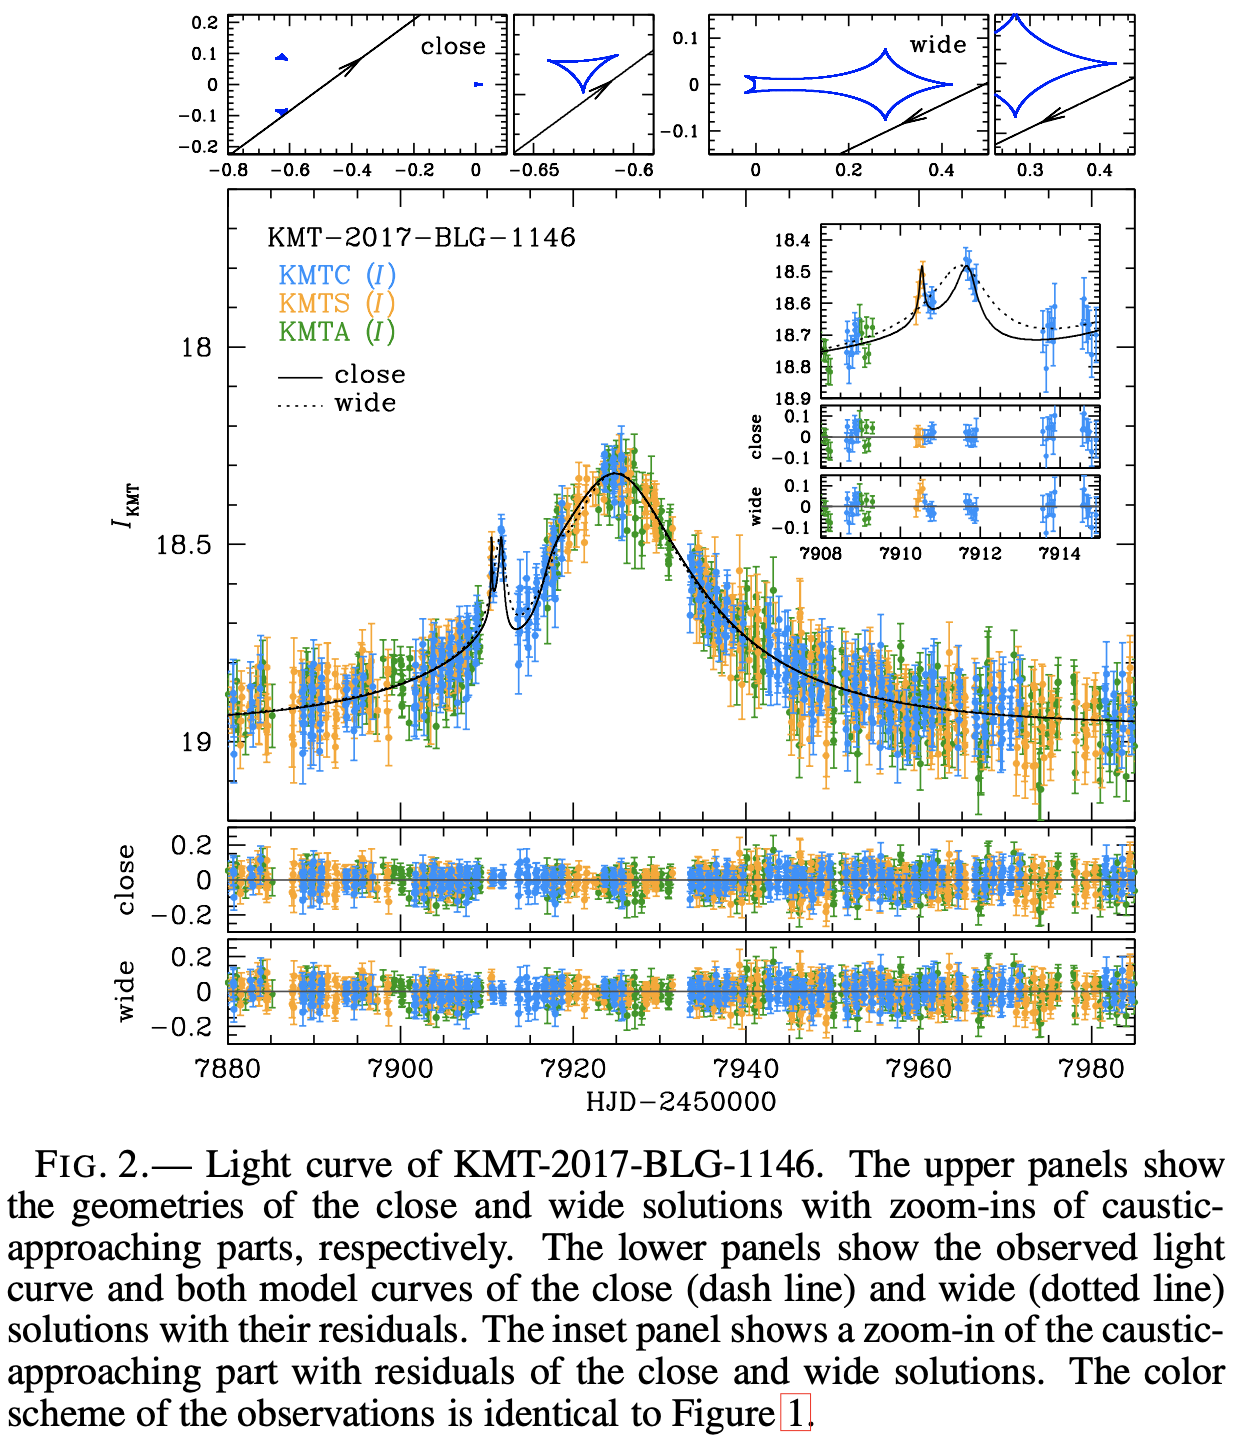 0.2
0.1
0
-0.1
-0.2
close
-0.8 -0.6 -0.4 -0.2 0
-0.65 -0.6
0.1
0
-0.1
wide
0 0.2 0.4
0.3 0.4
KMT-2017-BLG-1146
KMTC (I)
KMTS (I)
KMTA (I)
close
wide
18
18.5
19
I_KMT
18.4
18.5
18.6
18.7
18.8
18.9
close
0.1
0
-0.1
wide
0.1
0
-0.1
7908 7910 7912 7914
close
0.2
0
-0.2
wide
0.2
0
-0.2
7880 7900 7920 7940 7960 7980
HJD-2450000
FIG. 2.— Light curve of KMT-2017-BLG-1146. The upper panels show
the geometries of the close and wide solutions with zoom-ins of caustic-
approaching parts, respectively. The lower panels show the observed light
curve and both model curves of the close (dash line) and wide (dotted line)
solutions with their residuals. The inset panel shows a zoom-in of the caustic-
approaching part with residuals of the close and wide solutions. The color
scheme of the observations is identical to Figure 1.